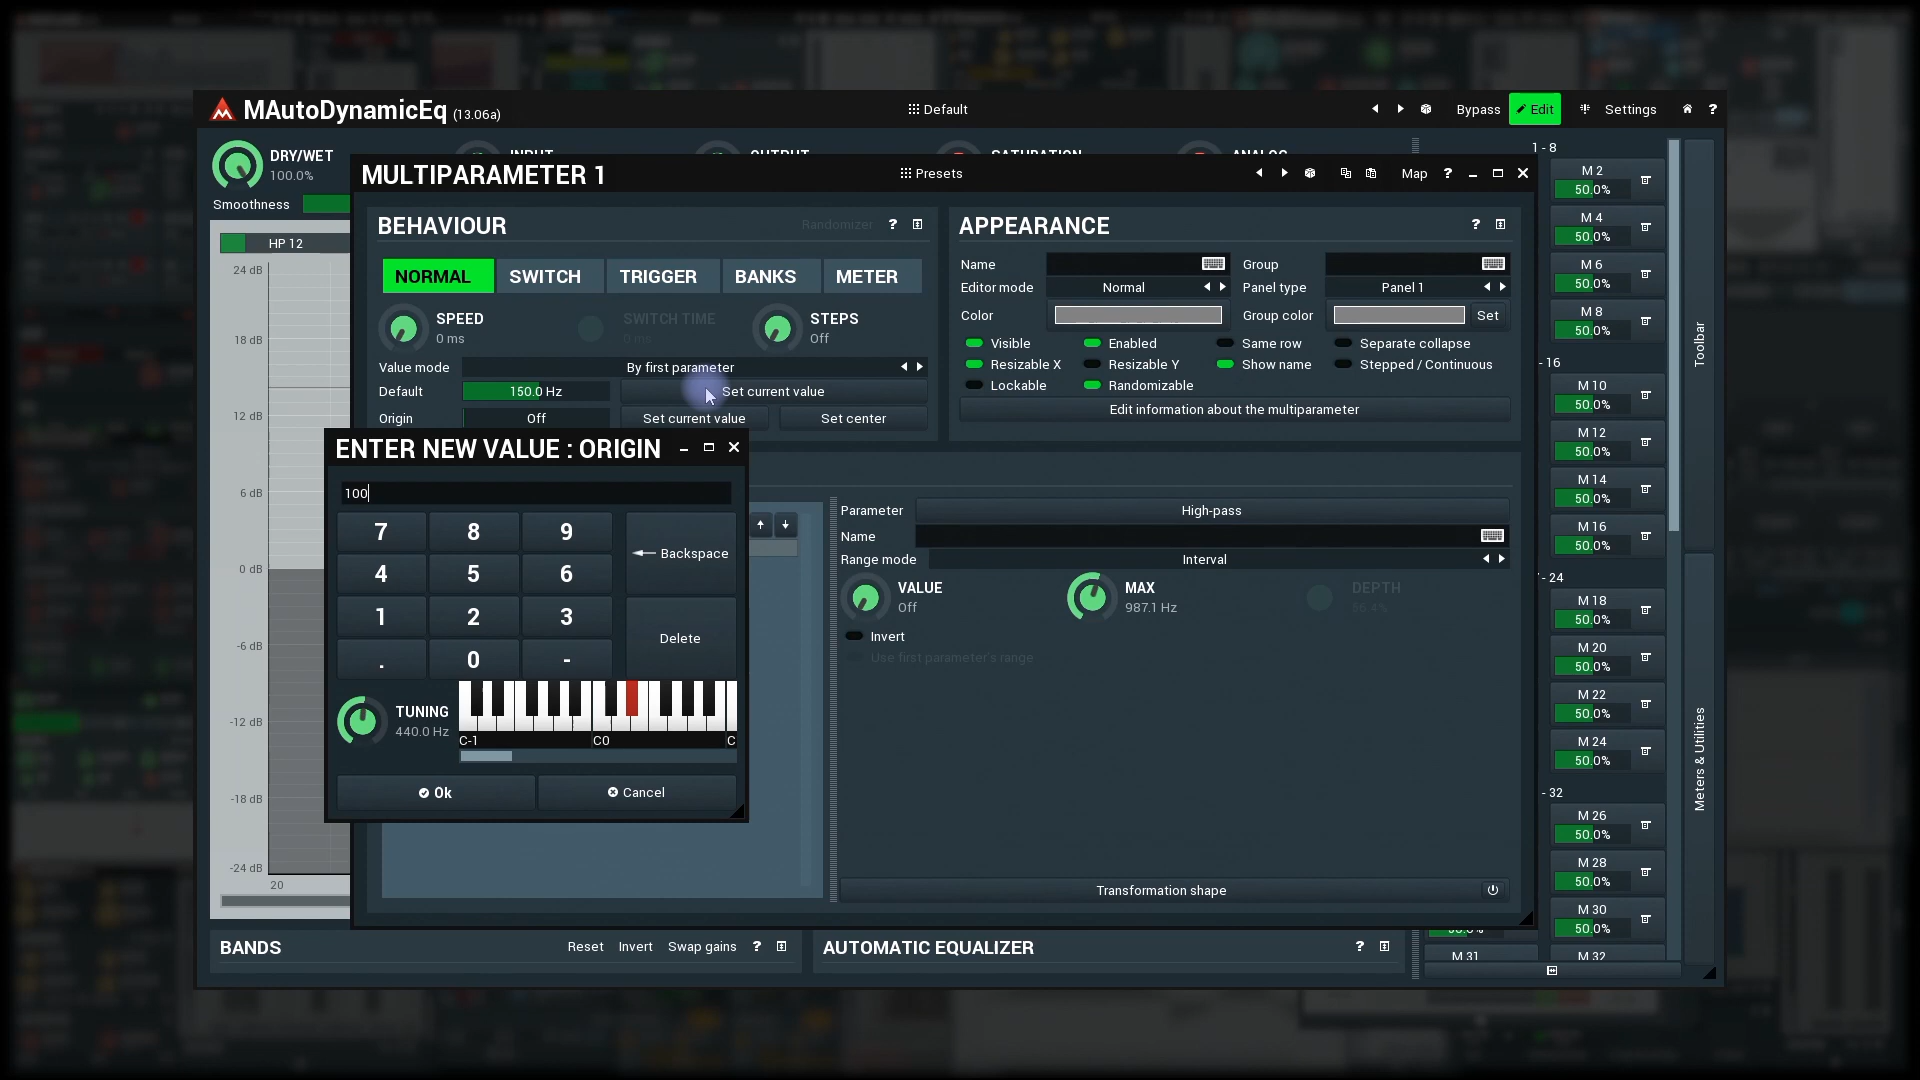 MAutoDynamicEq (13.06a)
Default
Bypass
Edit
Settings
?
DRY/WET
100.0%
INPUT
OUTPUT
SATURATION
ANALOG
Smoothness
HP 12
24 dB
18 dB
12 dB
6 dB
0 dB
-6 dB
-12 dB
-18 dB
-24 dB
20
MULTIPARAMETER 1
Presets
Map
?
BEHAVIOUR
Randomizer
?
NORMAL
SWITCH
TRIGGER
BANKS
METER
SPEED
0 ms
SWITCH TIME
0 ms
STEPS
Off
Value mode
By first parameter
Default
150.0 Hz
Set current value
Origin
Off
Set current value
Set center
APPEARANCE
?
Name
Group
Editor mode
Normal
Panel type
Panel 1
Color
Group color
Set
Visible
Enabled
Same row
Separate collapse
Resizable X
Resizable Y
Show name
Stepped / Continuous
Lockable
Randomizable
Edit information about the multiparameter
ENTER NEW VALUE : ORIGIN
100
7
8
9
Backspace
4
5
6
1
2
3
Delete
.
0
-
TUNING
440.0 Hz
C-1
C0
C
Ok
Cancel
Parameter
High-pass
Name
Range mode
Interval
VALUE
Off
MAX
987.1 Hz
DEPTH
56.4%
Invert
Use first parameter's range
Transformation shape
BANDS
Reset
Invert
Swap gains
?
AUTOMATIC EQUALIZER
?
1 - 8
M 2
50.0%
M 4
50.0%
M 6
50.0%
M 8
50.0%
- 16
M 10
50.0%
M 12
50.0%
M 14
50.0%
M 16
50.0%
- 24
M 18
50.0%
M 20
50.0%
M 22
50.0%
M 24
50.0%
- 32
M 26
50.0%
M 28
50.0%
M 30
50.0%
50.0%
M 31
M 32
Toolbar
Meters & Utilities